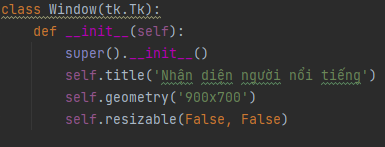 class Window(tk.Tk):
    def __init__(self):
        super().__init__()
        self.title('Nhận diện người nổi tiếng')
        self.geometry('900x700')
        self.resizable(False, False)